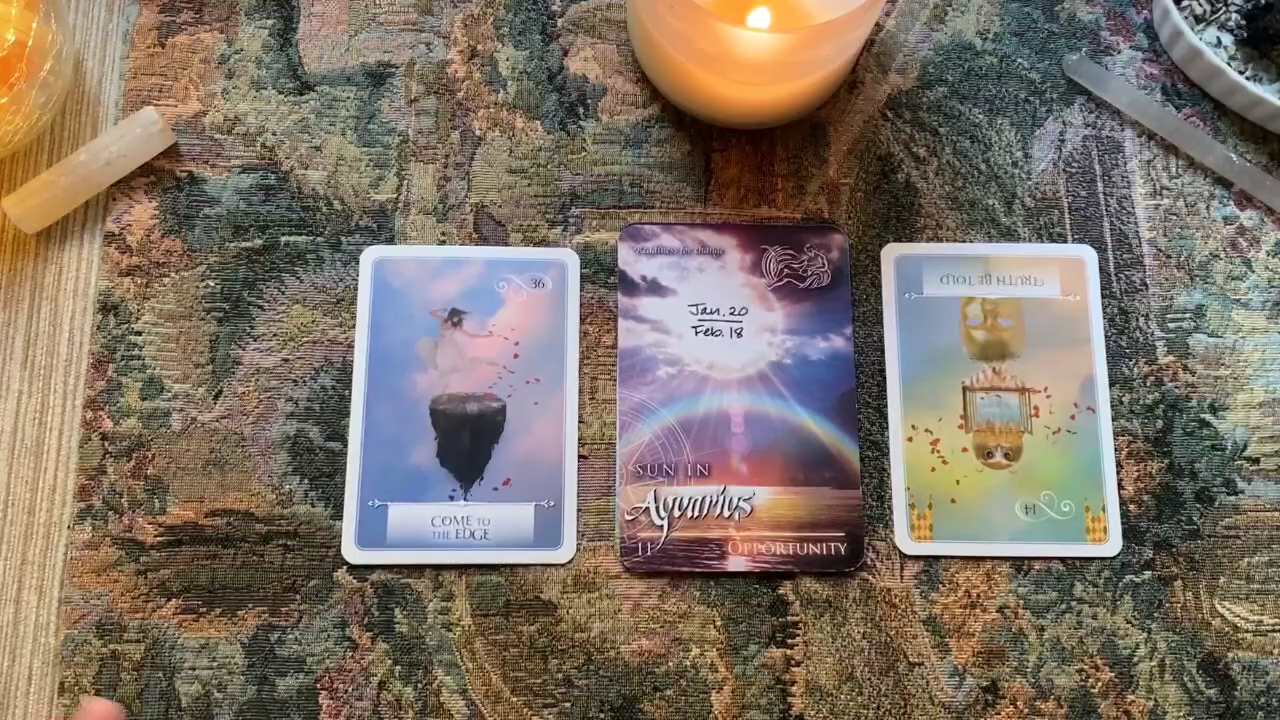 36
COME TO
THE EDGE
Readiness for change
Jan. 20
Feb. 18
SUN IN
Aquarius
11
OPPORTUNITY
TRUTH BE TOLD
14